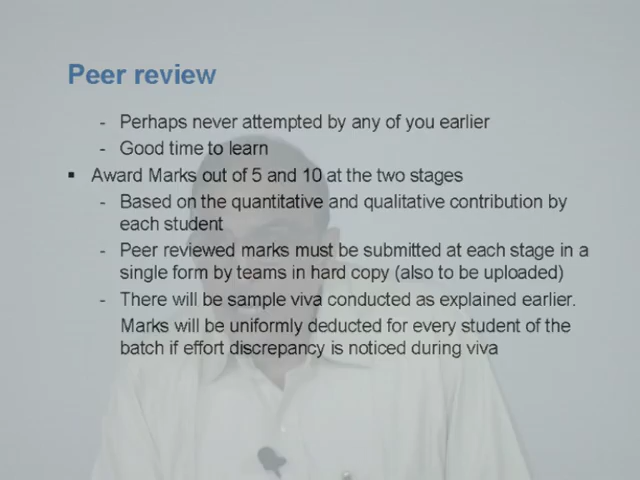 Peer review
- Perhaps never attempted by any of you earlier
- Good time to learn
▪ Award Marks out of 5 and 10 at the two stages
- Based on the quantitative and qualitative contribution by
each student
- Peer reviewed marks must be submitted at each stage in a
single form by teams in hard copy (also to be uploaded)
- There will be sample viva conducted as explained earlier.
Marks will be uniformly deducted for every student of the
batch if effort discrepancy is noticed during viva